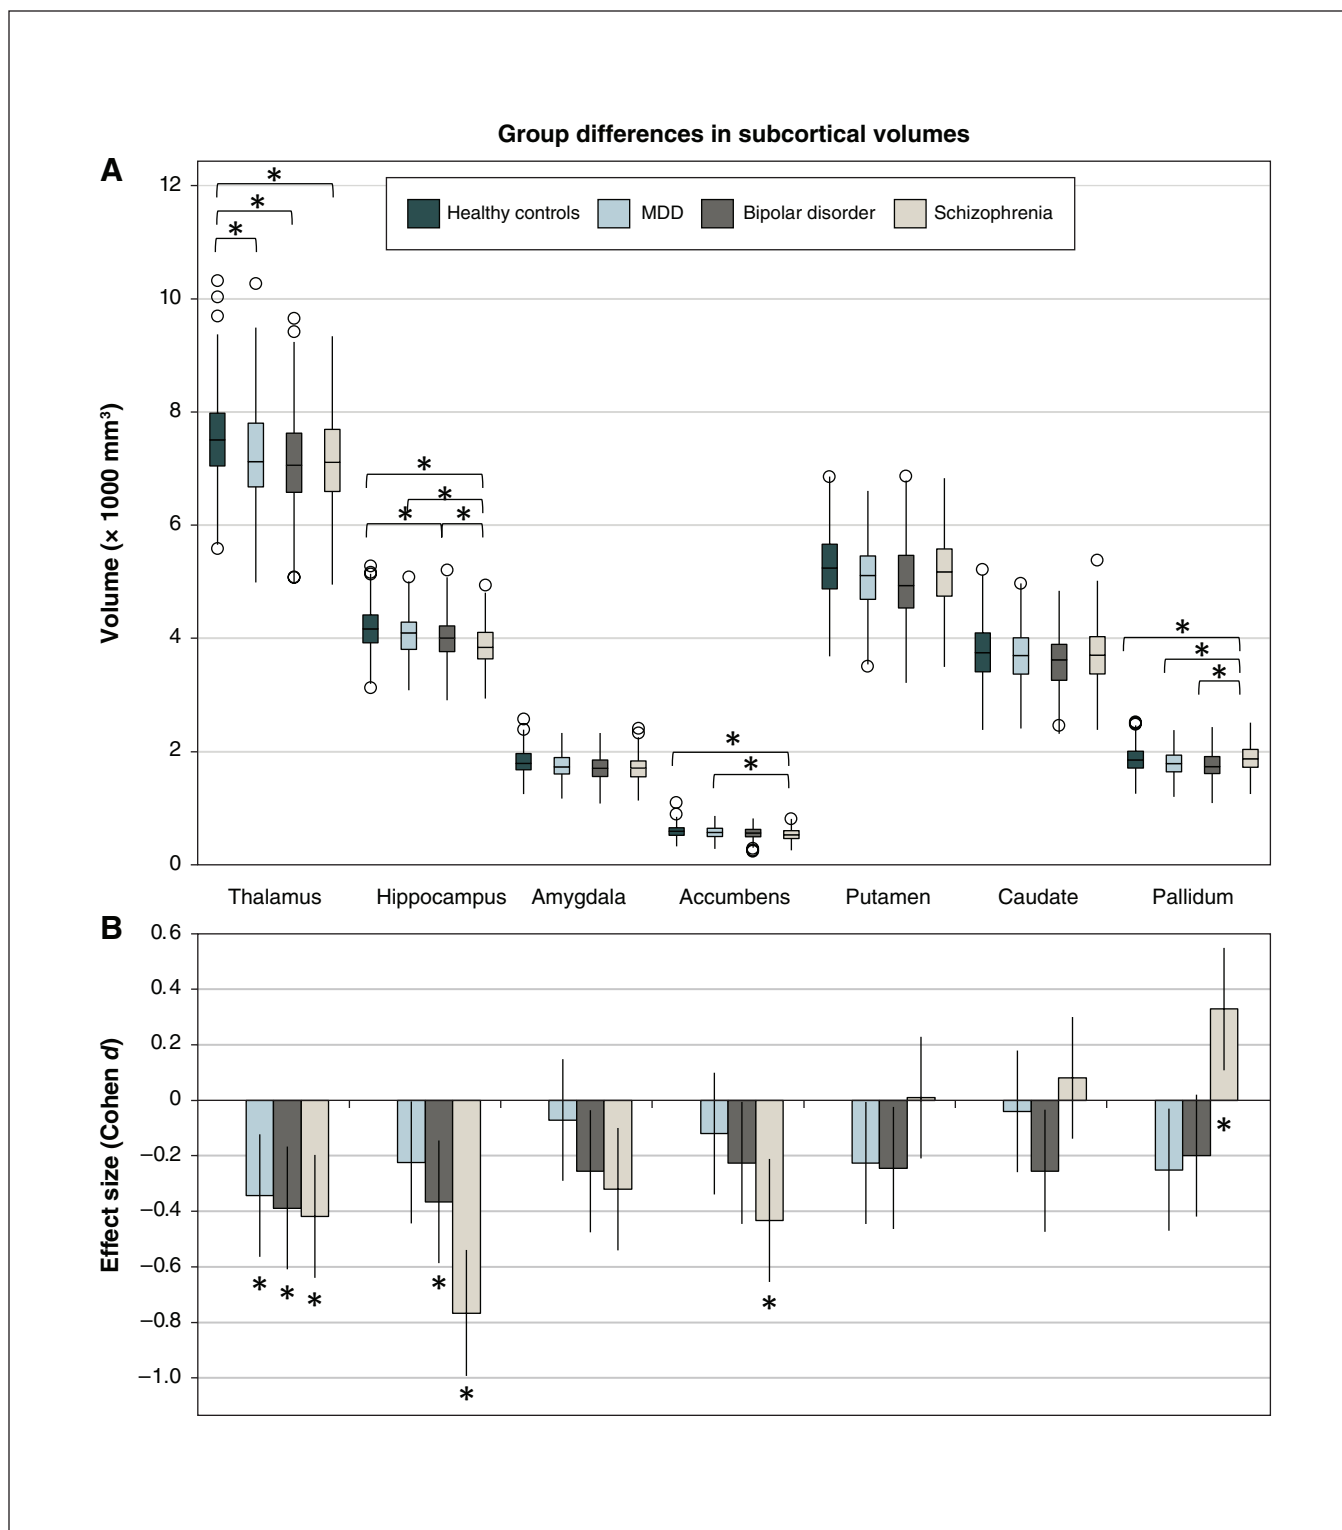 Group differences in subcortical volumes
A
12
10
8
6
4
2
0
Volume (× 1000 mm³)
Healthy controls MDD Bipolar disorder Schizophrenia
* * *
* * * *
* *
* * *
Thalamus Hippocampus Amygdala Accumbens Putamen Caudate Pallidum
B
0.6
0.4
0.2
0
−0.2
−0.4
−0.6
−0.8
−1.0
Effect size (Cohen d)
* * * * * * *